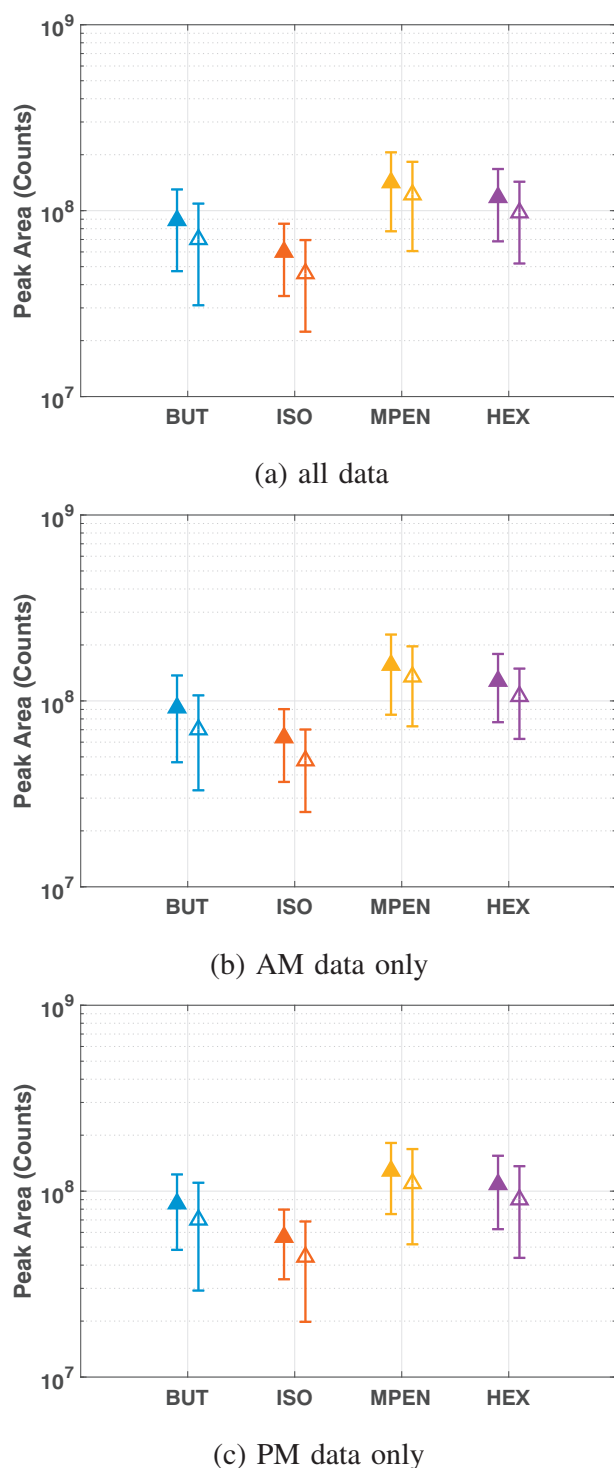 10^9
Peak Area (Counts)
10^8
10^7
BUT ISO MPEN HEX
(a) all data
10^9
Peak Area (Counts)
10^8
10^7
BUT ISO MPEN HEX
(b) AM data only
10^9
Peak Area (Counts)
10^8
10^7
BUT ISO MPEN HEX
(c) PM data only